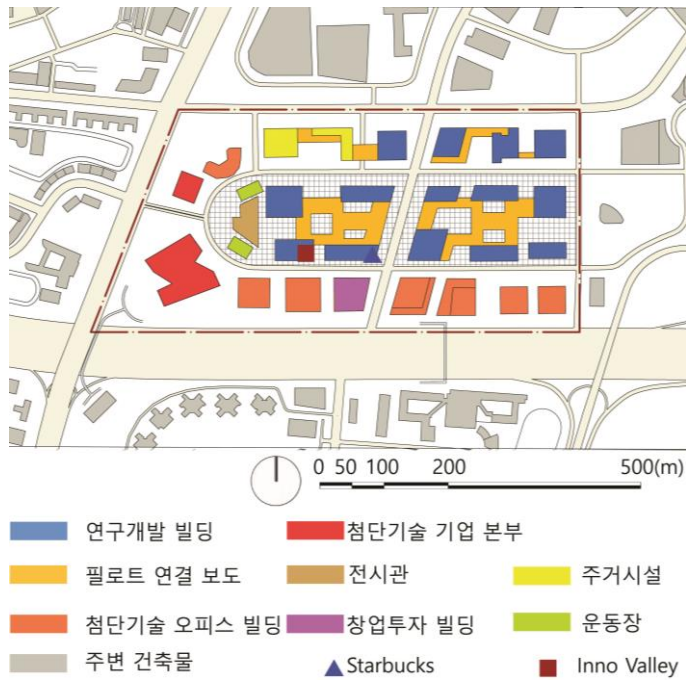 0 50 100 200 500(m)
연구개발 빌딩 첨단기술 기업 본부
필로트 연결 보도 전시관 주거시설
첨단기술 오피스 빌딩 창업투자 빌딩 운동장
주변 건축물 Starbucks Inno Valley